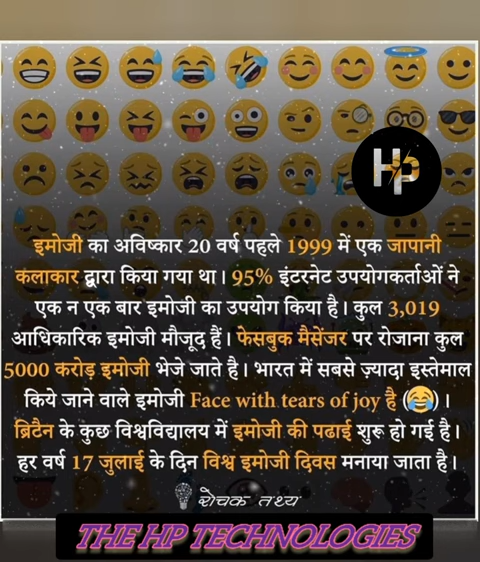 HP
इमोजी का अविष्कार 20 वर्ष पहले 1999 में एक जापानी
कलाकार द्वारा किया गया था। 95% इंटरनेट उपयोगकर्ताओं ने
एक न एक बार इमोजी का उपयोग किया है। कुल 3,019
आधिकारिक इमोजी मौजूद हैं। फेसबुक मैसेंजर पर रोजाना कुल
5000 करोड़ इमोजी भेजे जाते है। भारत में सबसे ज़्यादा इस्तेमाल
किये जाने वाले इमोजी Face with tears of joy है (😂)।
ब्रिटैन के कुछ विश्वविद्यालय में इमोजी की पढाई शुरू हो गई है।
हर वर्ष 17 जुलाई के दिन विश्व इमोजी दिवस मनाया जाता है।
रोचक तथ्य
THE HP TECHNOLOGIES